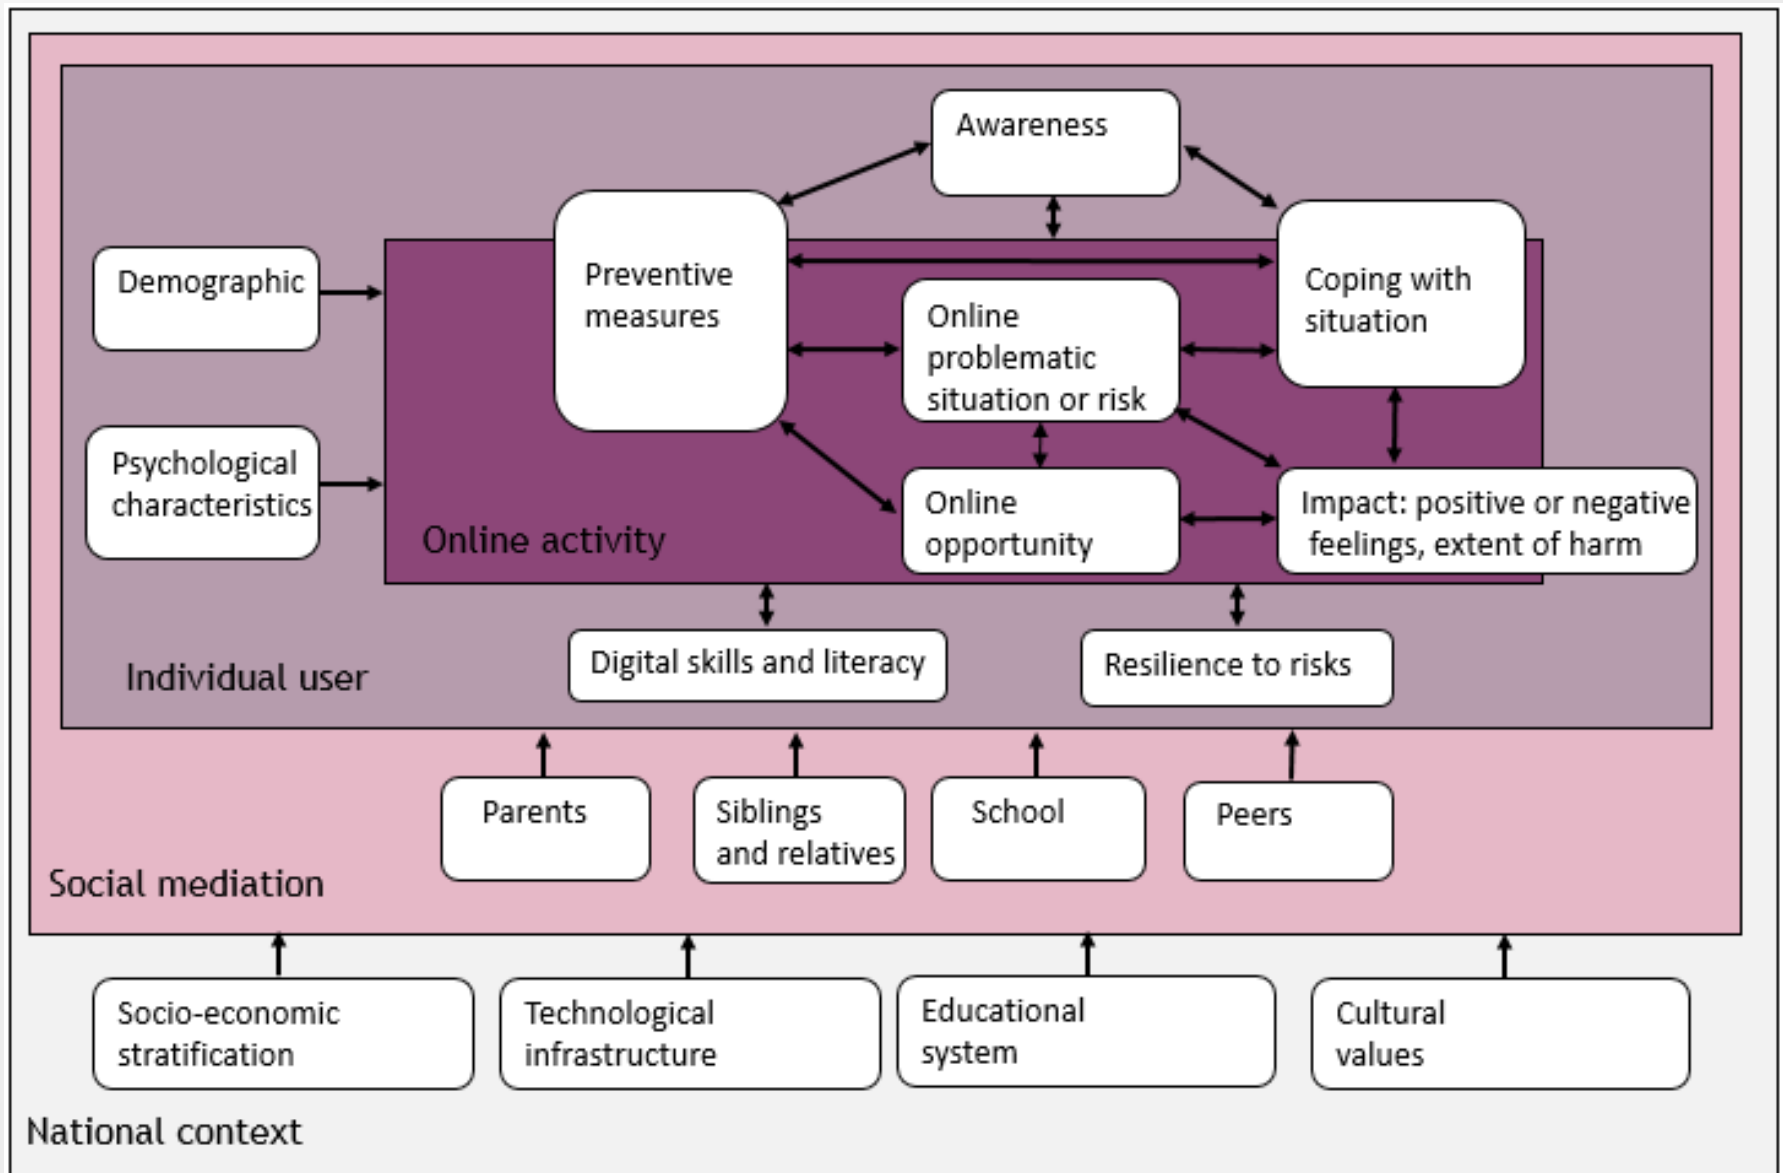 Awareness
Demographic
Preventive
measures
Coping with
situation
Online
problematic
situation or risk
Psychological
characteristics
Online
opportunity
Impact: positive or negative
feelings, extent of harm
Online activity
Digital skills and literacy
Resilience to risks
Individual user
Parents
Siblings
and relatives
School
Peers
Social mediation
Socio-economic
stratification
Technological
infrastructure
Educational
system
Cultural
values
National context